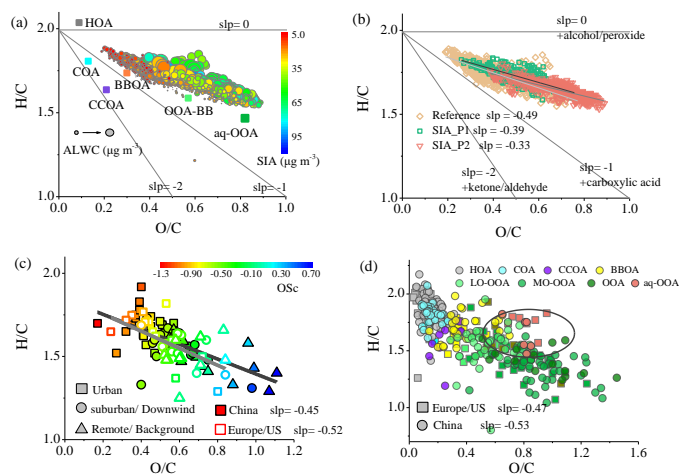 (a)
HOA
slp= 0
COA
BBOA
CCOA
OOA-BB
aq-OOA
ALWC (μg m-3)
SIA (μg m-3)
5.0
35
65
95
slp= -2
slp= -1
H/C
2.0
1.5
1.0
0.0 0.2 0.4 0.6 0.8 1.0
O/C
(b)
slp= 0
+alcohol/peroxide
Reference slp = -0.49
SIA_P1 slp = -0.39
SIA_P2 slp = -0.33
slp= -2
+ketone/aldehyde
slp= -1
+carboxylic acid
H/C
2.0
1.5
1.0
0.0 0.2 0.4 0.6 0.8 1.0
O/C
(c)
-1.3 -0.90 -0.50 -0.10 0.30 0.70
OSc
Urban
suburban/ Downwind
Remote/ Background
China slp= -0.45
Europe/US slp= -0.52
H/C
2.0
1.5
1.0
0.0 0.2 0.4 0.6 0.8 1.0 1.2
O/C
(d)
HOA COA CCOA BBOA
LO-OOA MO-OOA OOA aq-OOA
Europe/US slp= -0.47
China slp= -0.53
H/C
2.0
1.6
1.2
0.8
0.0 0.4 0.8 1.2 1.6
O/C